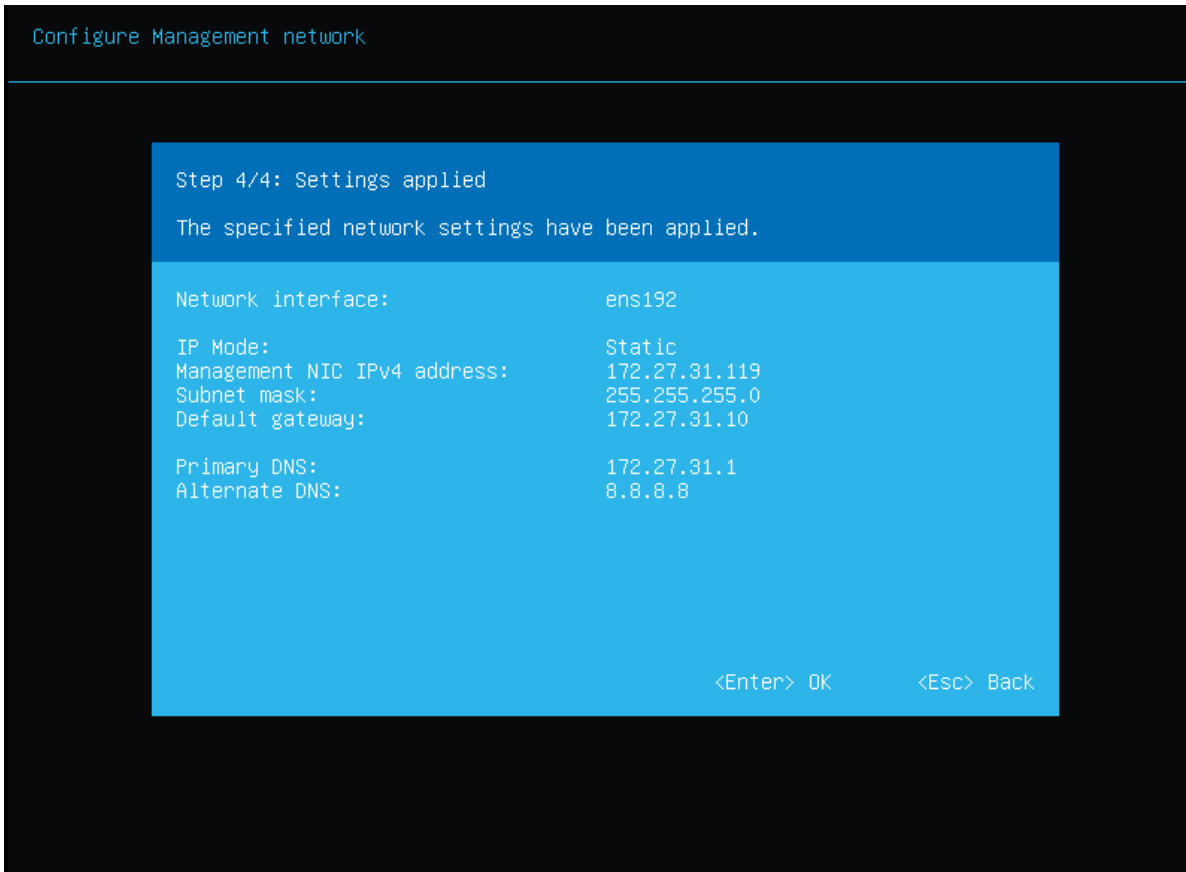 Configure Management network
Step 4/4: Settings applied
The specified network settings have been applied.
Network interface: ens192
IP Mode: Static
Management NIC IPv4 address: 172.27.31.119
Subnet mask: 255.255.255.0
Default gateway: 172.27.31.10
Primary DNS: 172.27.31.1
Alternate DNS: 8.8.8.8
<Enter> OK <Esc> Back